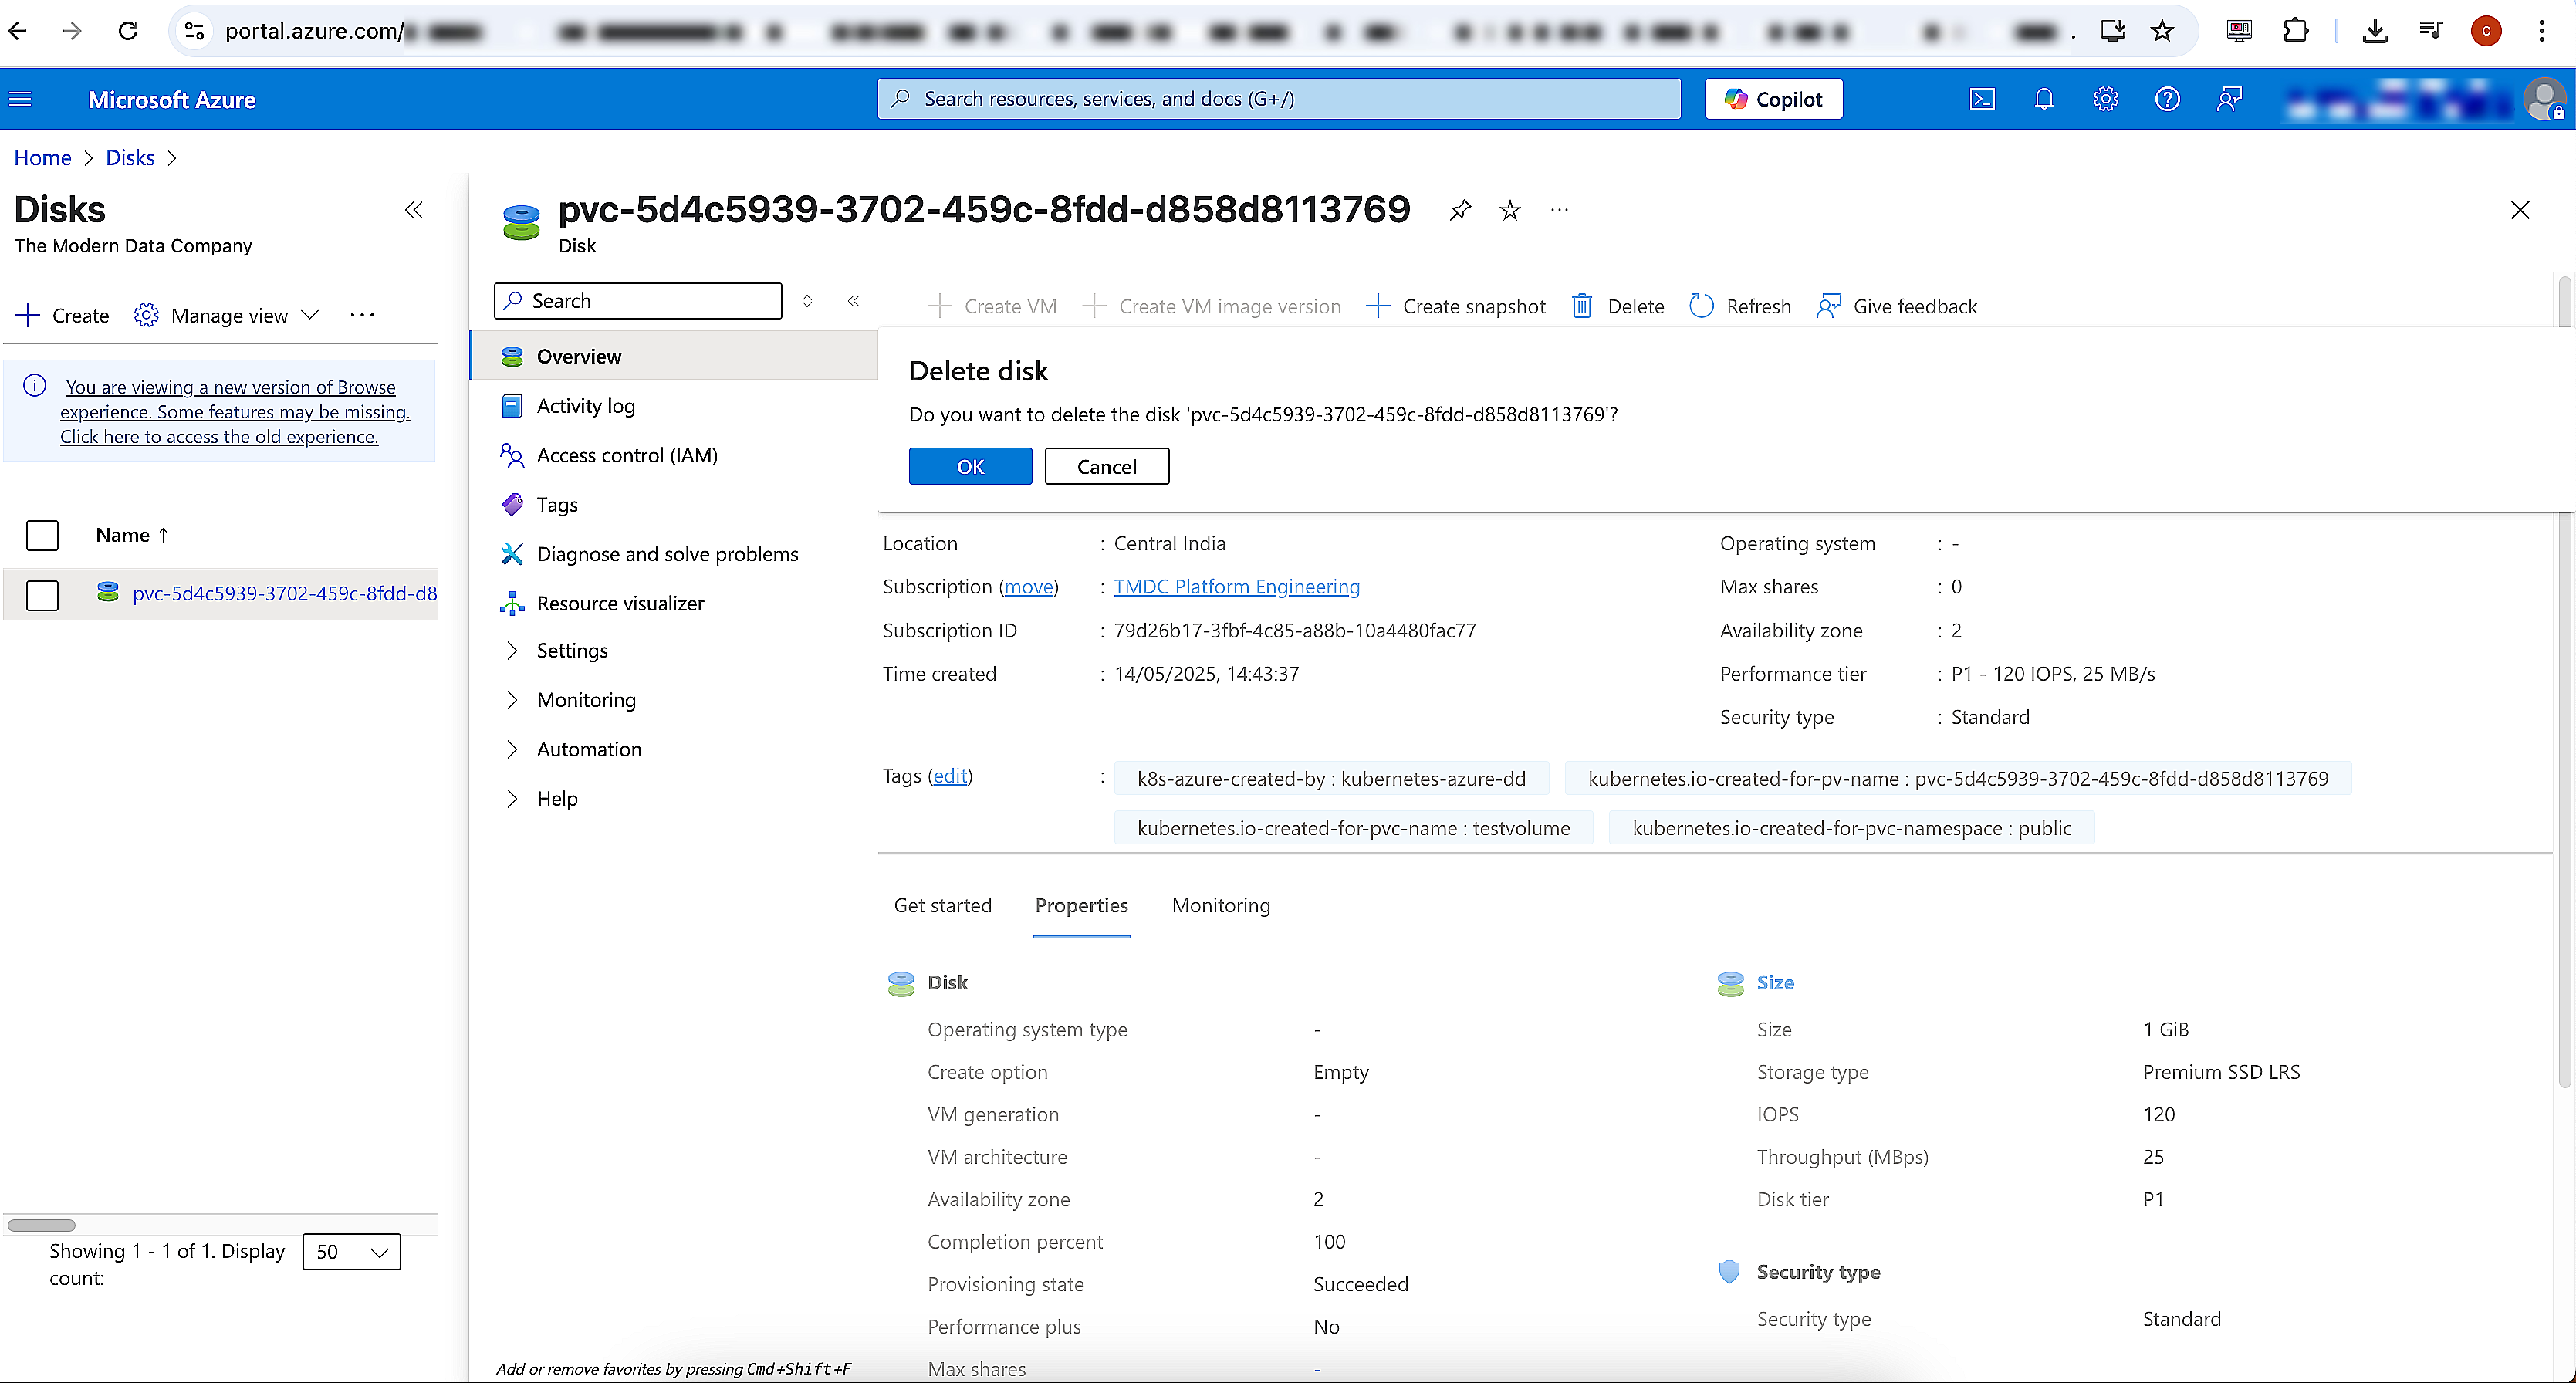 portal.azure.com/
C
Microsoft Azure
Search resources, services, and docs (G+/)
Copilot
Home > Disks >
Disks
The Modern Data Company
Create
Manage view
You are viewing a new version of Browse
experience. Some features may be missing.
Click here to access the old experience.
Name ↑
pvc-5d4c5939-3702-459c-8fdd-d8
Showing 1 - 1 of 1. Display
count:
50
pvc-5d4c5939-3702-459c-8fdd-d858d8113769
Disk
Search
Overview
Activity log
Access control (IAM)
Tags
Diagnose and solve problems
Resource visualizer
Settings
Monitoring
Automation
Help
Add or remove favorites by pressing Cmd+Shift+F
Create VM
Create VM image version
Create snapshot
Delete
Refresh
Give feedback
Delete disk
Do you want to delete the disk 'pvc-5d4c5939-3702-459c-8fdd-d858d8113769'?
OK
Cancel
Location : Central India
Subscription (move) : TMDC Platform Engineering
Subscription ID : 79d26b17-3fbf-4c85-a88b-10a4480fac77
Time created : 14/05/2025, 14:43:37
Operating system : -
Max shares : 0
Availability zone : 2
Performance tier : P1 - 120 IOPS, 25 MB/s
Security type : Standard
Tags (edit) : k8s-azure-created-by : kubernetes-azure-dd
kubernetes.io-created-for-pv-name : pvc-5d4c5939-3702-459c-8fdd-d858d8113769
kubernetes.io-created-for-pvc-name : testvolume
kubernetes.io-created-for-pvc-namespace : public
Get started
Properties
Monitoring
Disk
Operating system type -
Create option Empty
VM generation -
VM architecture -
Availability zone 2
Completion percent 100
Provisioning state Succeeded
Performance plus No
Max shares -
Size
Size 1 GiB
Storage type Premium SSD LRS
IOPS 120
Throughput (MBps) 25
Disk tier P1
Security type
Security type Standard